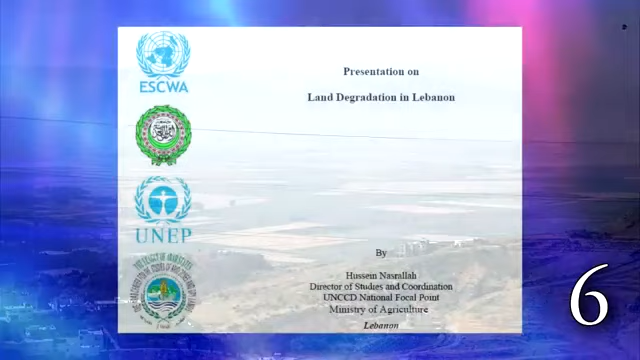 ESCWA
UNEP
Presentation on
Land Degradation in Lebanon
By
Hussein Nasrallah
Director of Studies and Coordination
UNCCD National Focal Point
Ministry of Agriculture
Lebanon
6